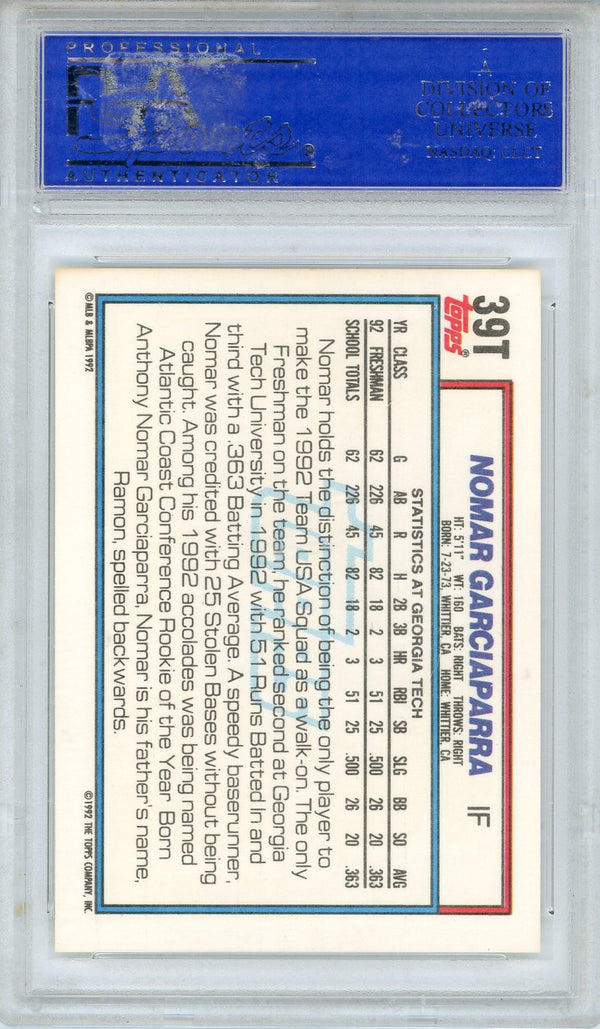 PROFESSIONAL
PSA
AUTHENTICATOR
A
DIVISION OF
COLLECTORS
UNIVERSE
NASDAQ: CLCT
39T
topps®
NOMAR GARCIAPARRA IF
HT: 5'11" WT: 160 BATS: RIGHT THROWS: RIGHT
BORN: 7-23-73, WHITTIER, CA HOME: WHITTIER, CA
STATISTICS AT GEORGIA TECH
YR CLASS G AB R H 2B 3B HR RBI SB SLG BB SO AVG
92 FRESHMAN 62 226 45 82 18 2 3 51 25 .500 26 20 .363
SCHOOL TOTALS 62 226 45 82 18 2 3 51 25 .500 26 20 .363
Nomar holds the distinction of being the only player to
make the 1992 Team USA Squad as a walk-on. The only
Freshman on the team, he ranked second at Georgia
Tech University in 1992 with 51 Runs Batted In and
third with a .363 Batting Average. A speedy baserunner,
Nomar was credited with 25 Stolen Bases without being
caught. Among his 1992 accolades was being named
Atlantic Coast Conference Rookie of the Year Born
Anthony Nomar Garciaparra, Nomar is his father's name,
Ramon, spelled backwards.
©MLB & MLBPA 1992
©1992 THE TOPPS COMPANY, INC.